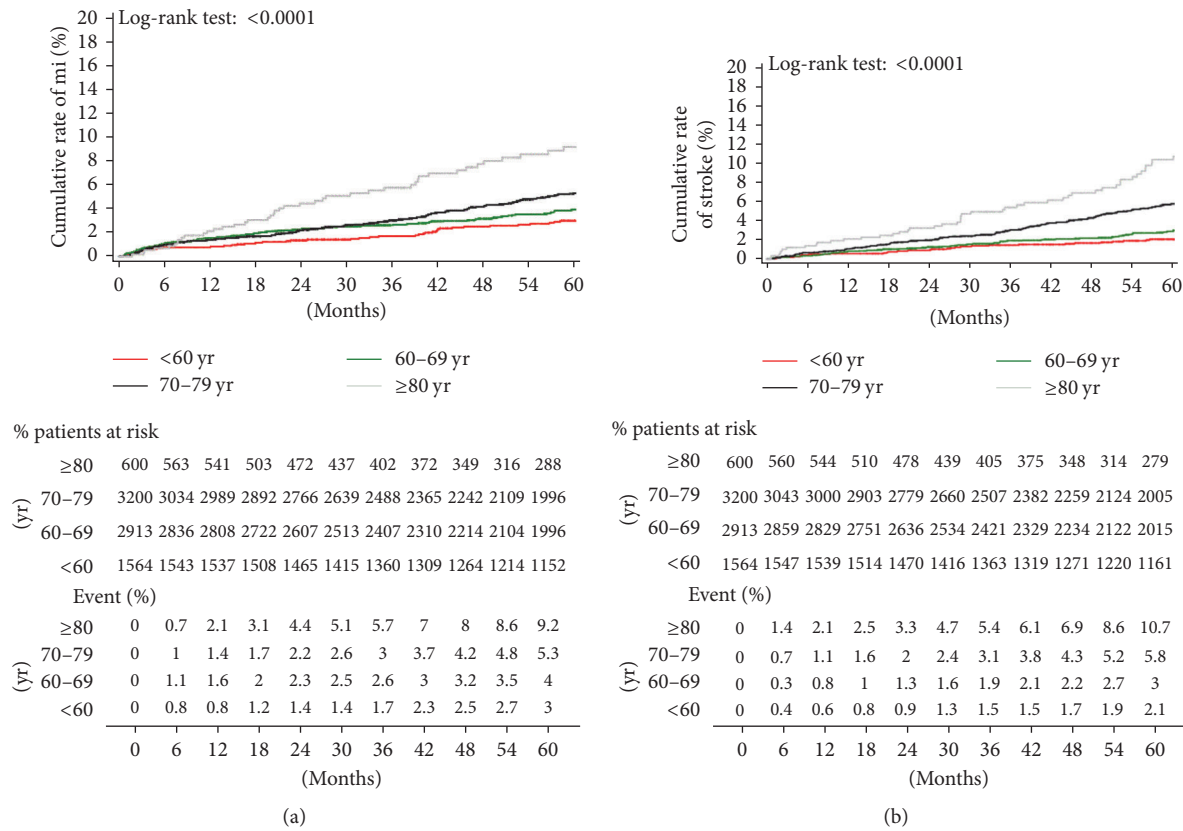 20
18
16
14
12
10
8
6
4
2
0
Cumulative rate of mi (%)
Log-rank test: <0.0001
0 6 12 18 24 30 36 42 48 54 60
(Months)
<60 yr 60–69 yr
70–79 yr ≥80 yr
% patients at risk
(yr)
≥80 600 563 541 503 472 437 402 372 349 316 288
70–79 3200 3034 2989 2892 2766 2639 2488 2365 2242 2109 1996
60–69 2913 2836 2808 2722 2607 2513 2407 2310 2214 2104 1996
<60 1564 1543 1537 1508 1465 1415 1360 1309 1264 1214 1152
Event (%)
(yr)
≥80 0 0.7 2.1 3.1 4.4 5.1 5.7 7 8 8.6 9.2
70–79 0 1 1.4 1.7 2.2 2.6 3 3.7 4.2 4.8 5.3
60–69 0 1.1 1.6 2 2.3 2.5 2.6 3 3.2 3.5 4
<60 0 0.8 0.8 1.2 1.4 1.4 1.7 2.3 2.5 2.7 3
0 6 12 18 24 30 36 42 48 54 60
(Months)
(a)
20
18
16
14
12
10
8
6
4
2
0
Cumulative rate
of stroke (%)
Log-rank test: <0.0001
0 6 12 18 24 30 36 42 48 54 60
(Months)
<60 yr 60–69 yr
70–79 yr ≥80 yr
% patients at risk
(yr)
≥80 600 560 544 510 478 439 405 375 348 314 279
70–79 3200 3043 3000 2903 2779 2660 2507 2382 2259 2124 2005
60–69 2913 2859 2829 2751 2636 2534 2421 2329 2234 2122 2015
<60 1564 1547 1539 1514 1470 1416 1363 1319 1271 1220 1161
Event (%)
(yr)
≥80 0 1.4 2.1 2.5 3.3 4.7 5.4 6.1 6.9 8.6 10.7
70–79 0 0.7 1.1 1.6 2 2.4 3.1 3.8 4.3 5.2 5.8
60–69 0 0.3 0.8 1 1.3 1.6 1.9 2.1 2.2 2.7 3
<60 0 0.4 0.6 0.8 0.9 1.3 1.5 1.5 1.7 1.9 2.1
0 6 12 18 24 30 36 42 48 54 60
(Months)
(b)